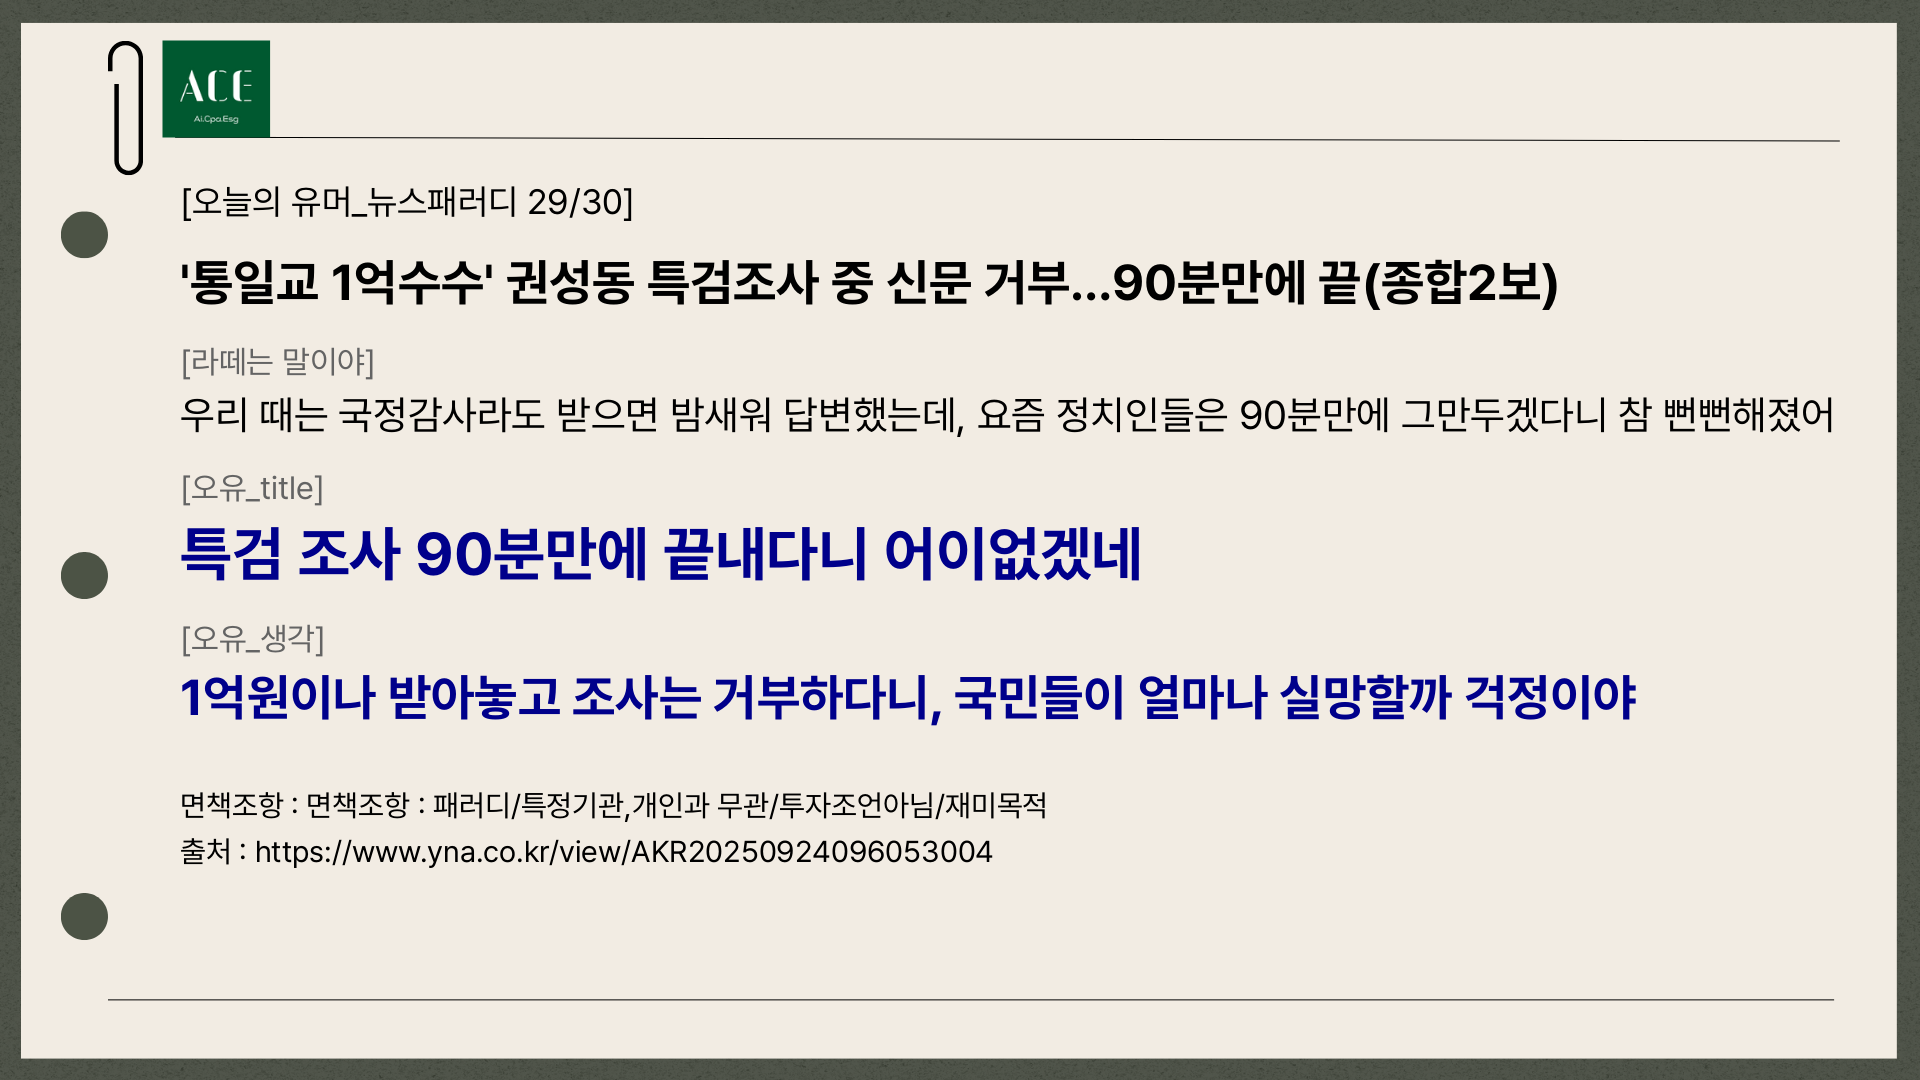 ACE
Ai.Cpa.Esg
[오늘의 유머_뉴스패러디 29/30]
'통일교 1억수수' 권성동 특검조사 중 신문 거부...90분만에 끝(종합2보)
[라떼는 말이야]
우리 때는 국정감사라도 받으면 밤새워 답변했는데, 요즘 정치인들은 90분만에 그만두겠다니 참 뻔뻔해졌어
[오유_title]
특검 조사 90분만에 끝내다니 어이없겠네
[오유_생각]
1억원이나 받아놓고 조사는 거부하다니, 국민들이 얼마나 실망할까 걱정이야
면책조항 : 면책조항 : 패러디/특정기관,개인과 무관/투자조언아님/재미목적
출처 : https://www.yna.co.kr/view/AKR20250924096053004